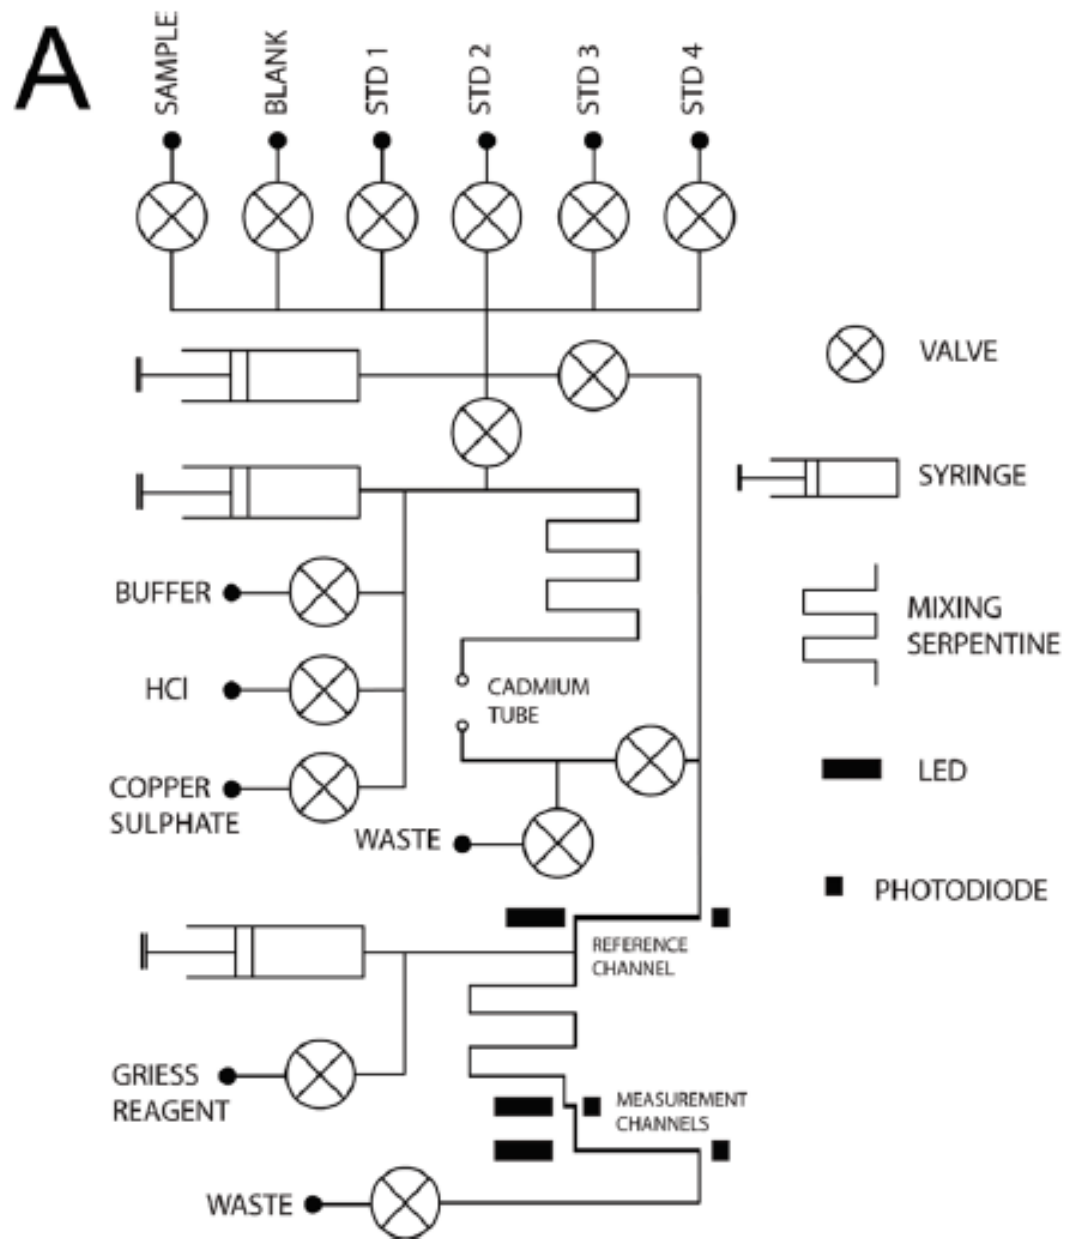 A
SAMPLE
BLANK
STD 1
STD 2
STD 3
STD 4
VALVE
SYRINGE
BUFFER
MIXING
SERPENTINE
HCl
CADMIUM
TUBE
LED
COPPER
SULPHATE
WASTE
PHOTODIODE
REFERENCE
CHANNEL
GRIESS
REAGENT
MEASUREMENT
CHANNELS
WASTE